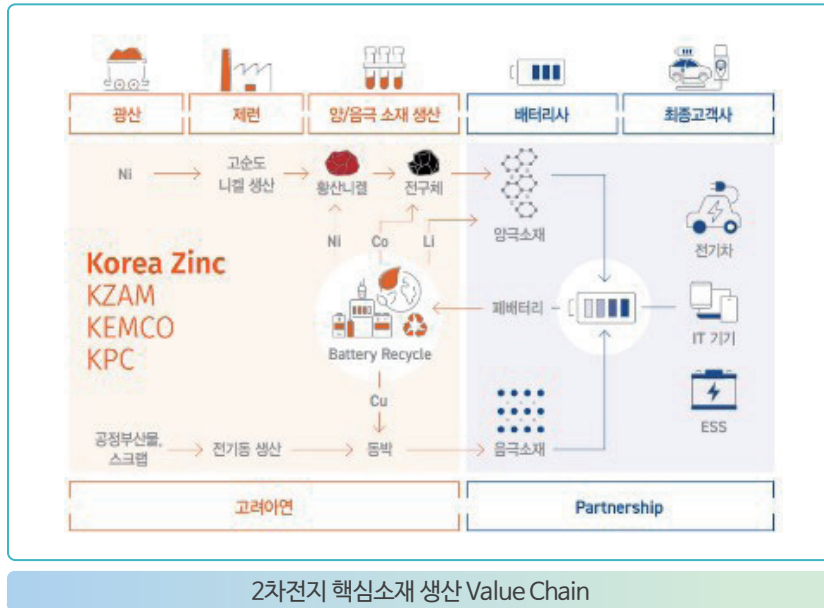 광산
제련
양/음극 소재 생산
배터리사
최종고객사
Ni
고순도
니켈 생산
황산니켈
전구체
양극소재
Ni
Co
Li
Korea Zinc
KZAM
KEMCO
KPC
Battery Recycle
폐배터리
전기차
IT 기기
ESS
Cu
공정부산물,
스크랩
전기동 생산
동박
음극소재
고려아연
Partnership
2차전지 핵심소재 생산 Value Chain